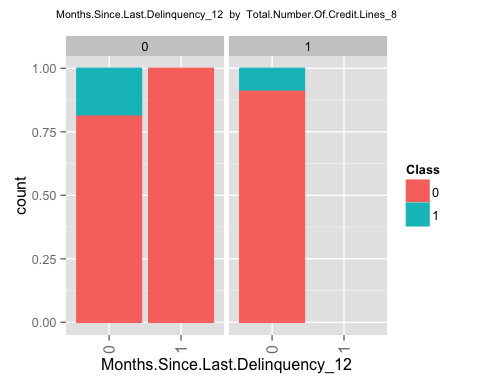 Months.Since.Last.Delinquency_12 by Total.Number.Of.Credit.Lines_8
0 1
1.00
0.75
0.50
0.25
0.00
count
0 1 0 1
Months.Since.Last.Delinquency_12
Class
0
1